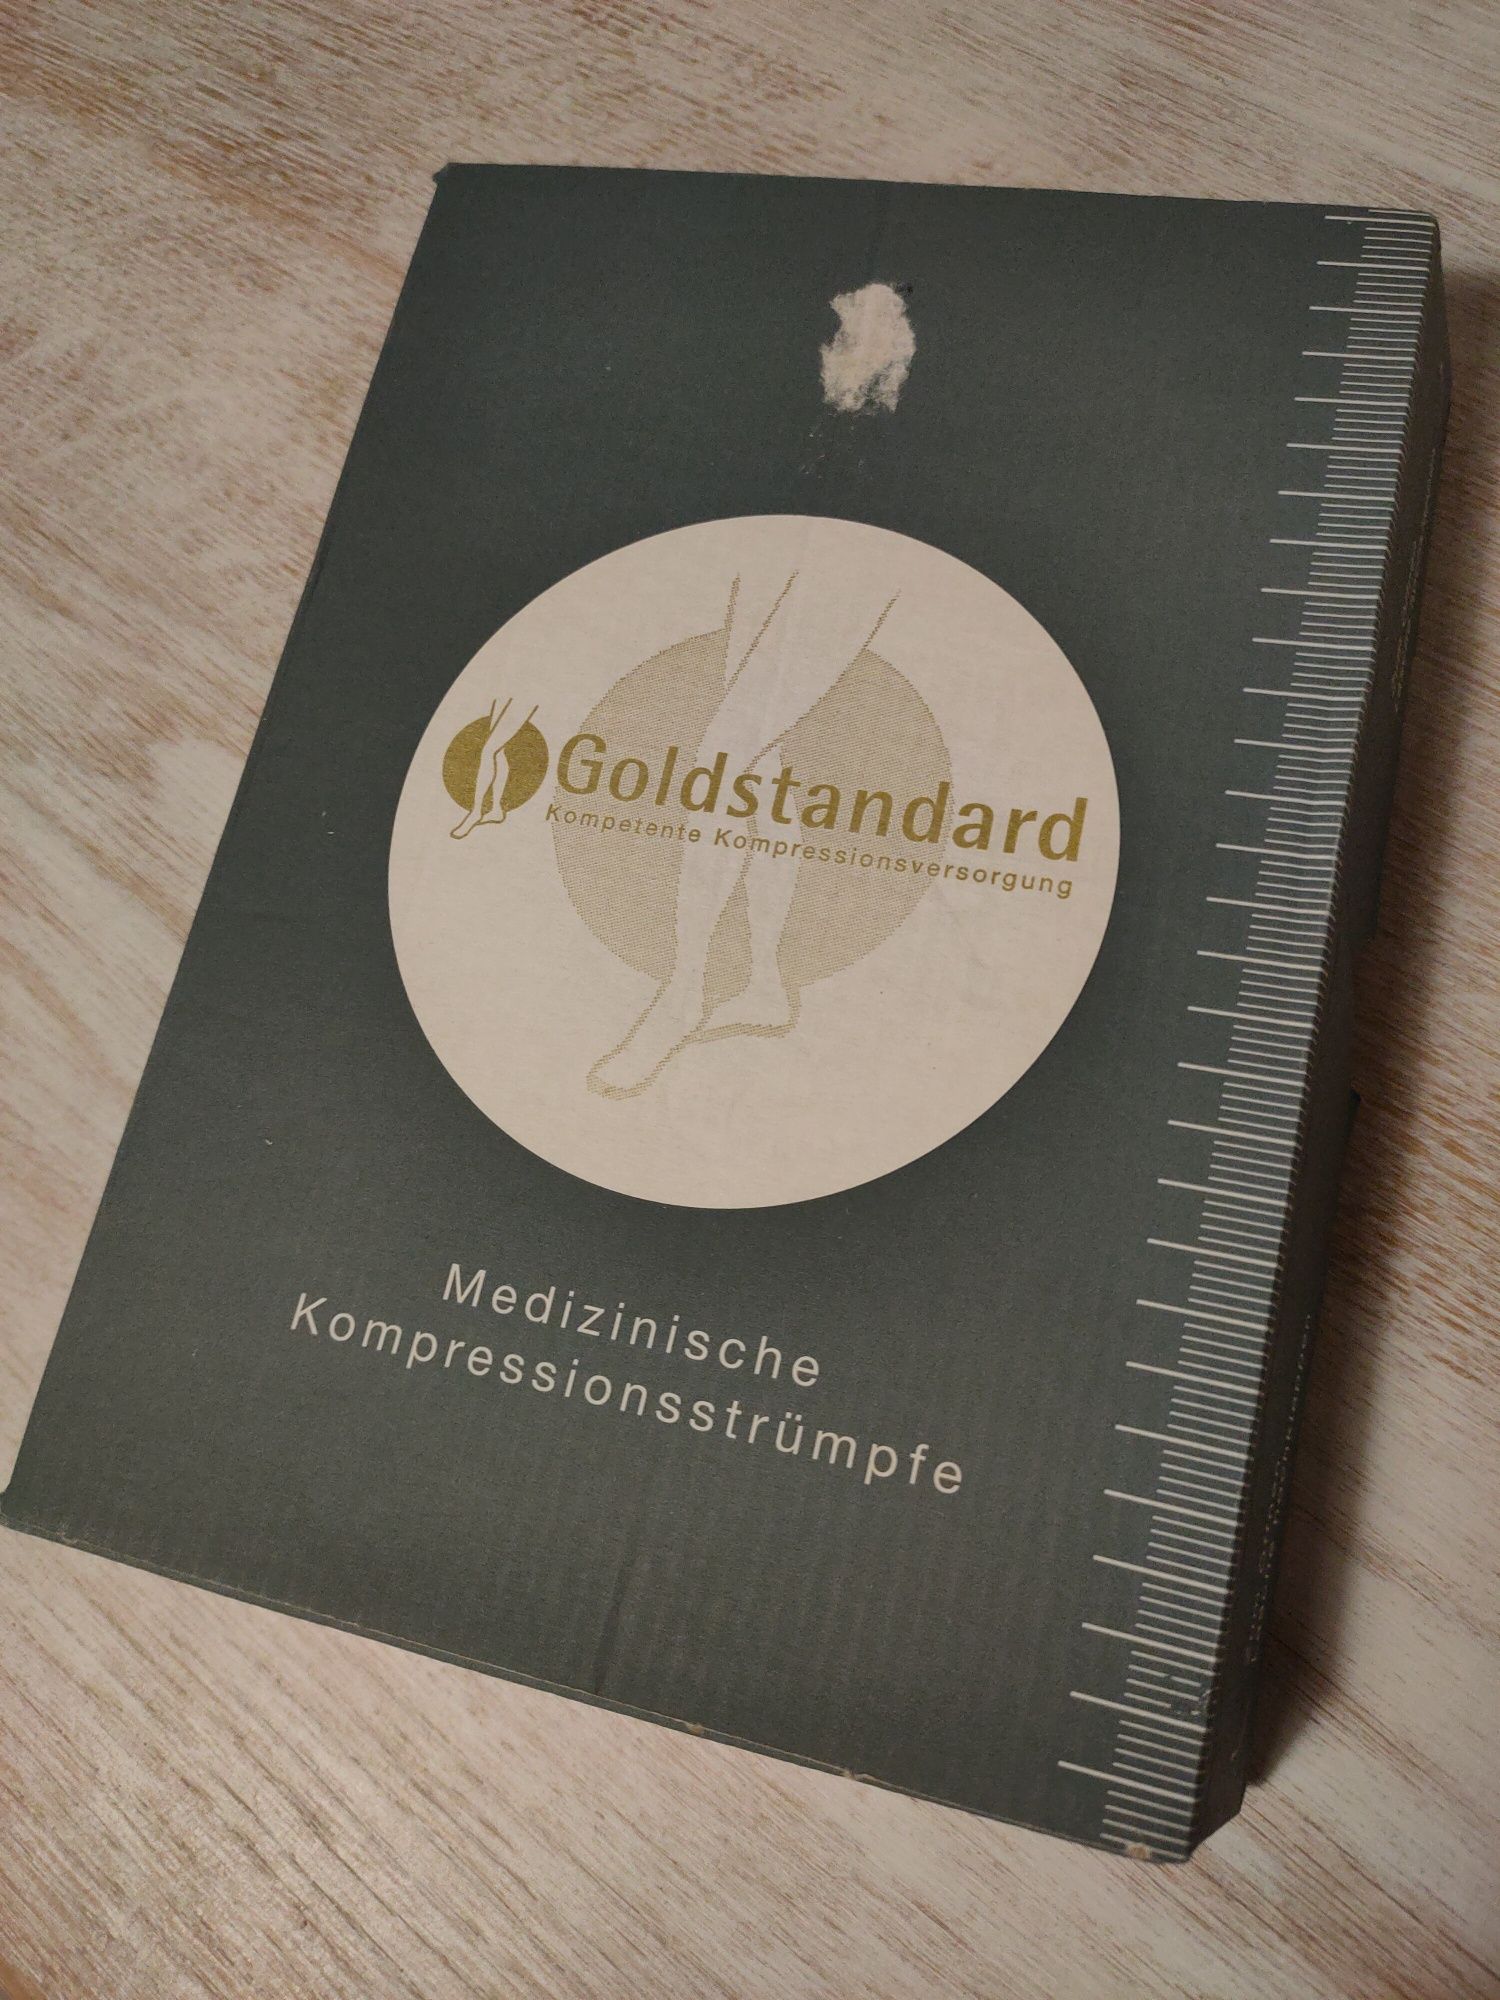 Goldstandard
Kompetente Kompressionsversorgung
Medizinische
Kompressionsstrümpfe